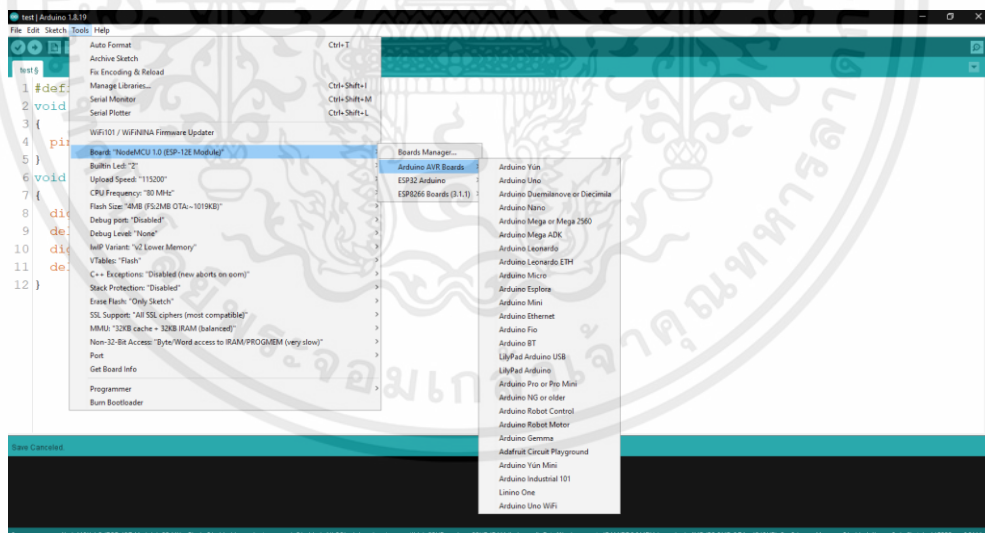 test | Arduino 1.8.19
File Edit Sketch Tools Help
test §
1 #def
2 void
3 {
4 pi
5 }
6 void
7 {
8 di
9 de
10 di
11 de
12 }
Auto Format Ctrl+T
Archive Sketch
Fix Encoding & Reload
Manage Libraries... Ctrl+Shift+I
Serial Monitor Ctrl+Shift+M
Serial Plotter Ctrl+Shift+L
WiFi101 / WiFiNINA Firmware Updater
Board: "NodeMCU 1.0 (ESP-12E Module)"
Builtin Led: "2"
Upload Speed: "115200"
CPU Frequency: "80 MHz"
Flash Size: "4MB (FS:2MB OTA:~1019KB)"
Debug port: "Disabled"
Debug Level: "None"
lwIP Variant: "v2 Lower Memory"
VTables: "Flash"
C++ Exceptions: "Disabled (new aborts on oom)"
Stack Protection: "Disabled"
Erase Flash: "Only Sketch"
SSL Support: "All SSL ciphers (most compatible)"
MMU: "32KB cache + 32KB IRAM (balanced)"
Non-32-Bit Access: "Byte/Word access to IRAM/PROGMEM (very slow)"
Port
Get Board Info
Programmer
Burn Bootloader
Boards Manager...
Arduino AVR Boards
ESP32 Arduino
ESP8266 Boards (3.1.1)
Arduino Yún
Arduino Uno
Arduino Duemilanove or Diecimila
Arduino Nano
Arduino Mega or Mega 2560
Arduino Mega ADK
Arduino Leonardo
Arduino Leonardo ETH
Arduino Micro
Arduino Esplora
Arduino Mini
Arduino Ethernet
Arduino Fio
Arduino BT
LilyPad Arduino USB
LilyPad Arduino
Arduino Pro or Pro Mini
Arduino NG or older
Arduino Robot Control
Arduino Robot Motor
Arduino Gemma
Adafruit Circuit Playground
Arduino Yún Mini
Arduino Industrial 101
Linino One
Arduino Uno WiFi
Save Canceled.